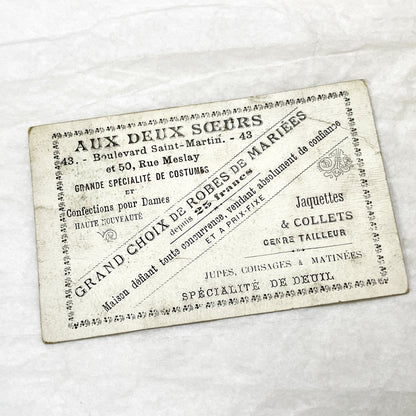 AUX DEUX SŒURS
43. - Boulevard Saint-Martin. - 43
et 50, Rue Meslay
GRANDE SPÉCIALITÉ DE COSTUMES
ET
Confections pour Dames
HAUTE NOUVEAUTÉ
GRAND CHOIX DE ROBES DE MARIÉES
depuis 25 francs
Maison défiant toute concurrence, vendant absolument de confiance
ET A PRIX-FIXE
Jaquettes
& COLLETS
GENRE TAILLEUR
JUPES, CORSAGES & MATINÉES
SPÉCIALITÉ DE DEUIL